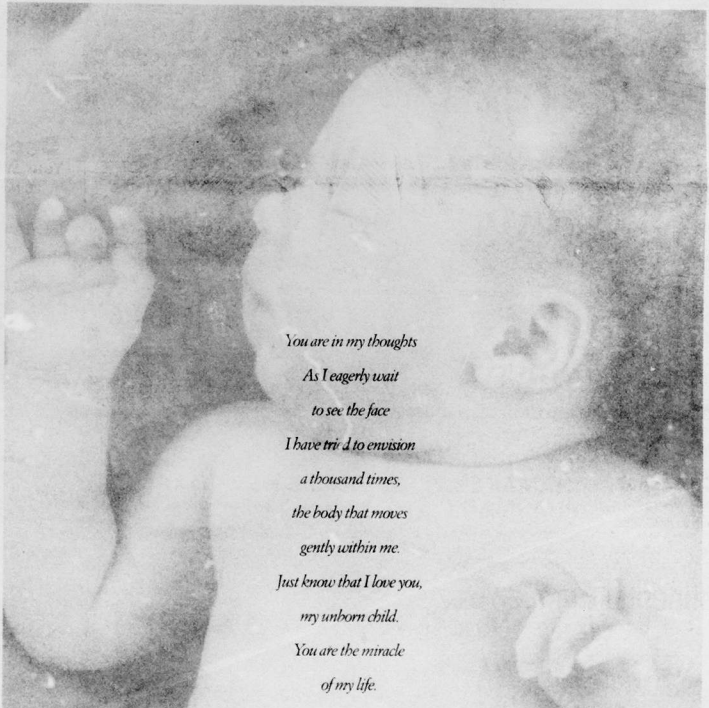 You are in my thoughts
As I eagerly wait
to see the face
I have tried to envision
a thousand times,
the body that moves
gently within me.
Just know that I love you,
my unborn child.
You are the miracle
of my life.